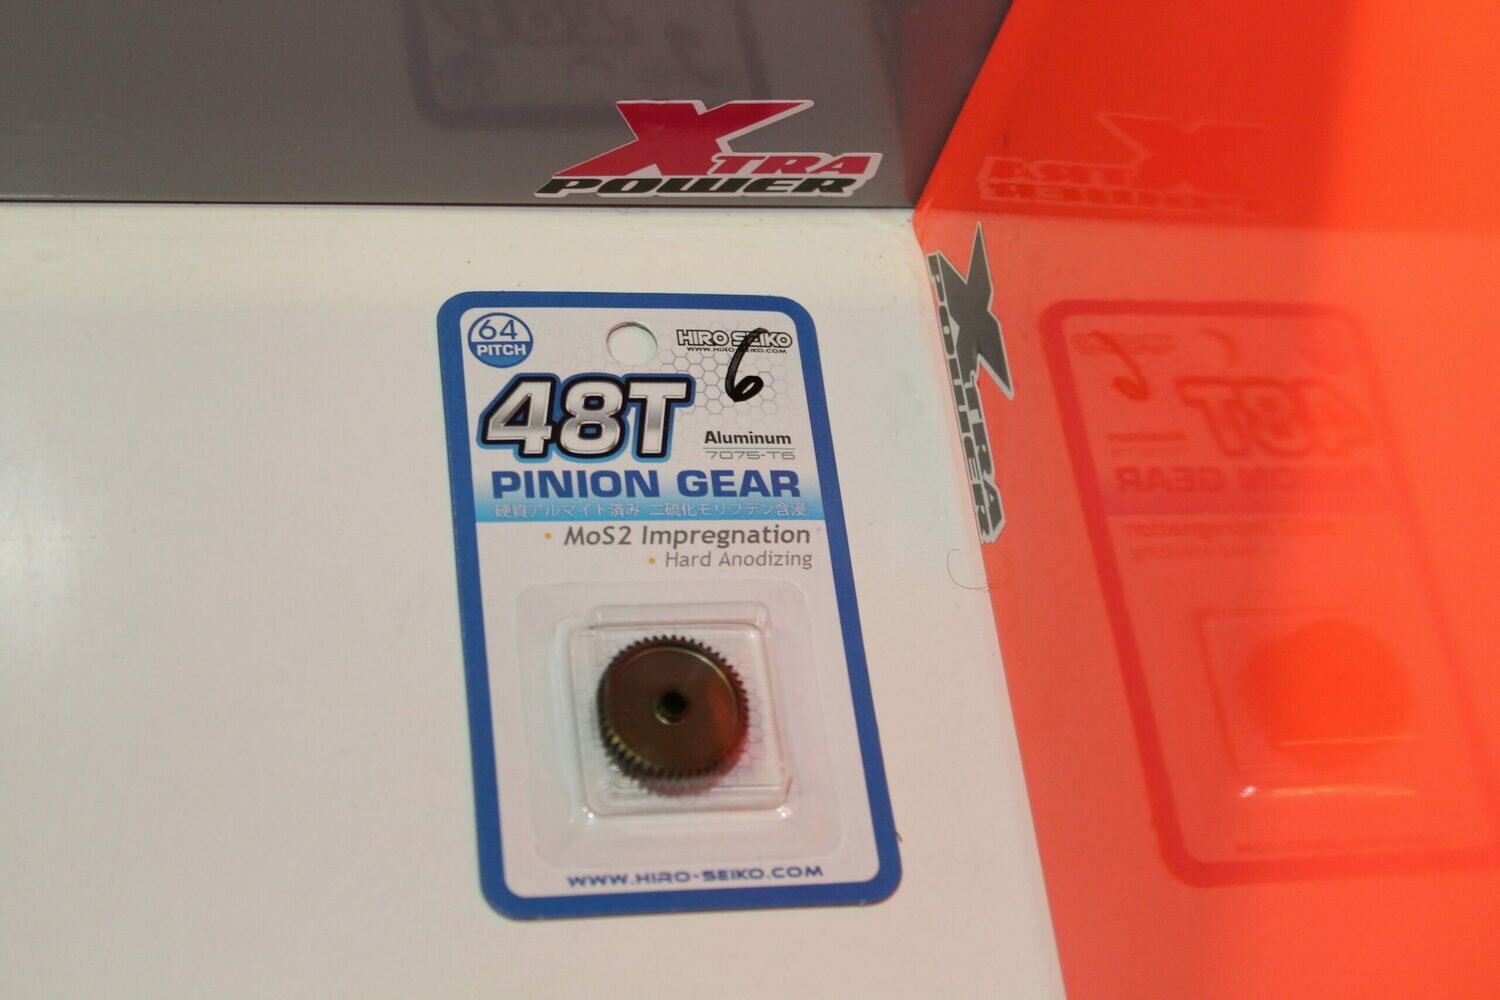 XTRA
POWER
XTRA
POWER
64
PITCH
HIRO SEIKO
WWW.HIRO-SEIKO.COM
6
48T
Aluminum
7075-T6
PINION GEAR
硬質アルマイト済み 二硫化モリブデン含浸
• MoS2 Impregnation
• Hard Anodizing
WWW.HIRO-SEIKO.COM